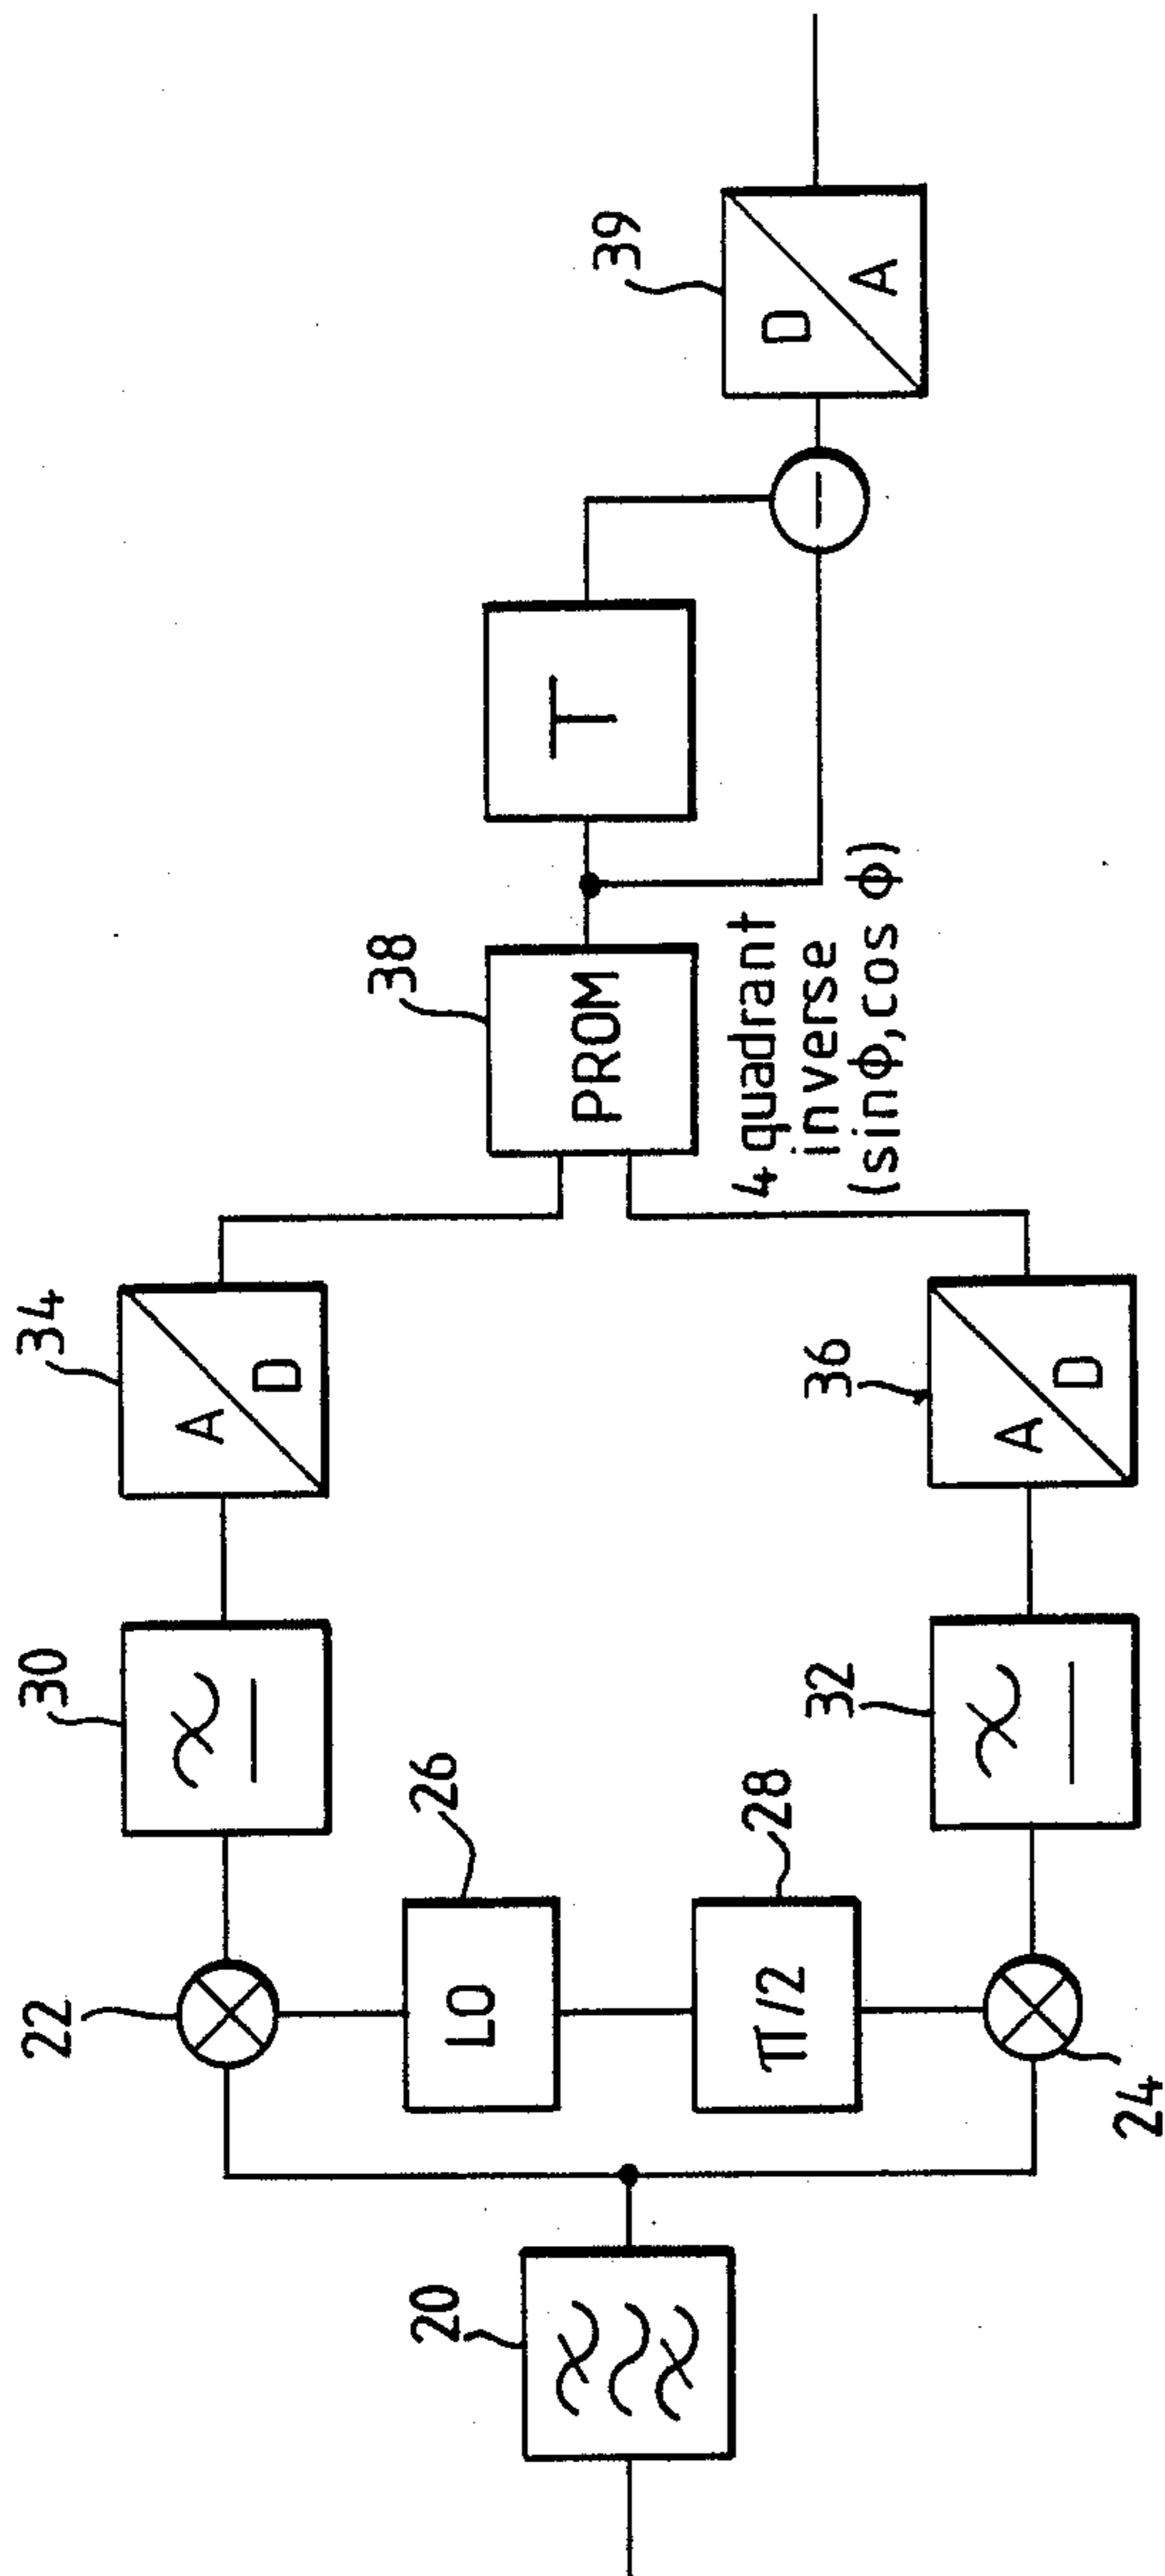 22
30
34
A
D
26
LO
38
PROM
T
39
D
A
20
28
π/2
4 quadrant
inverse
(sinϕ, cos ϕ)
24
32
36
A
D